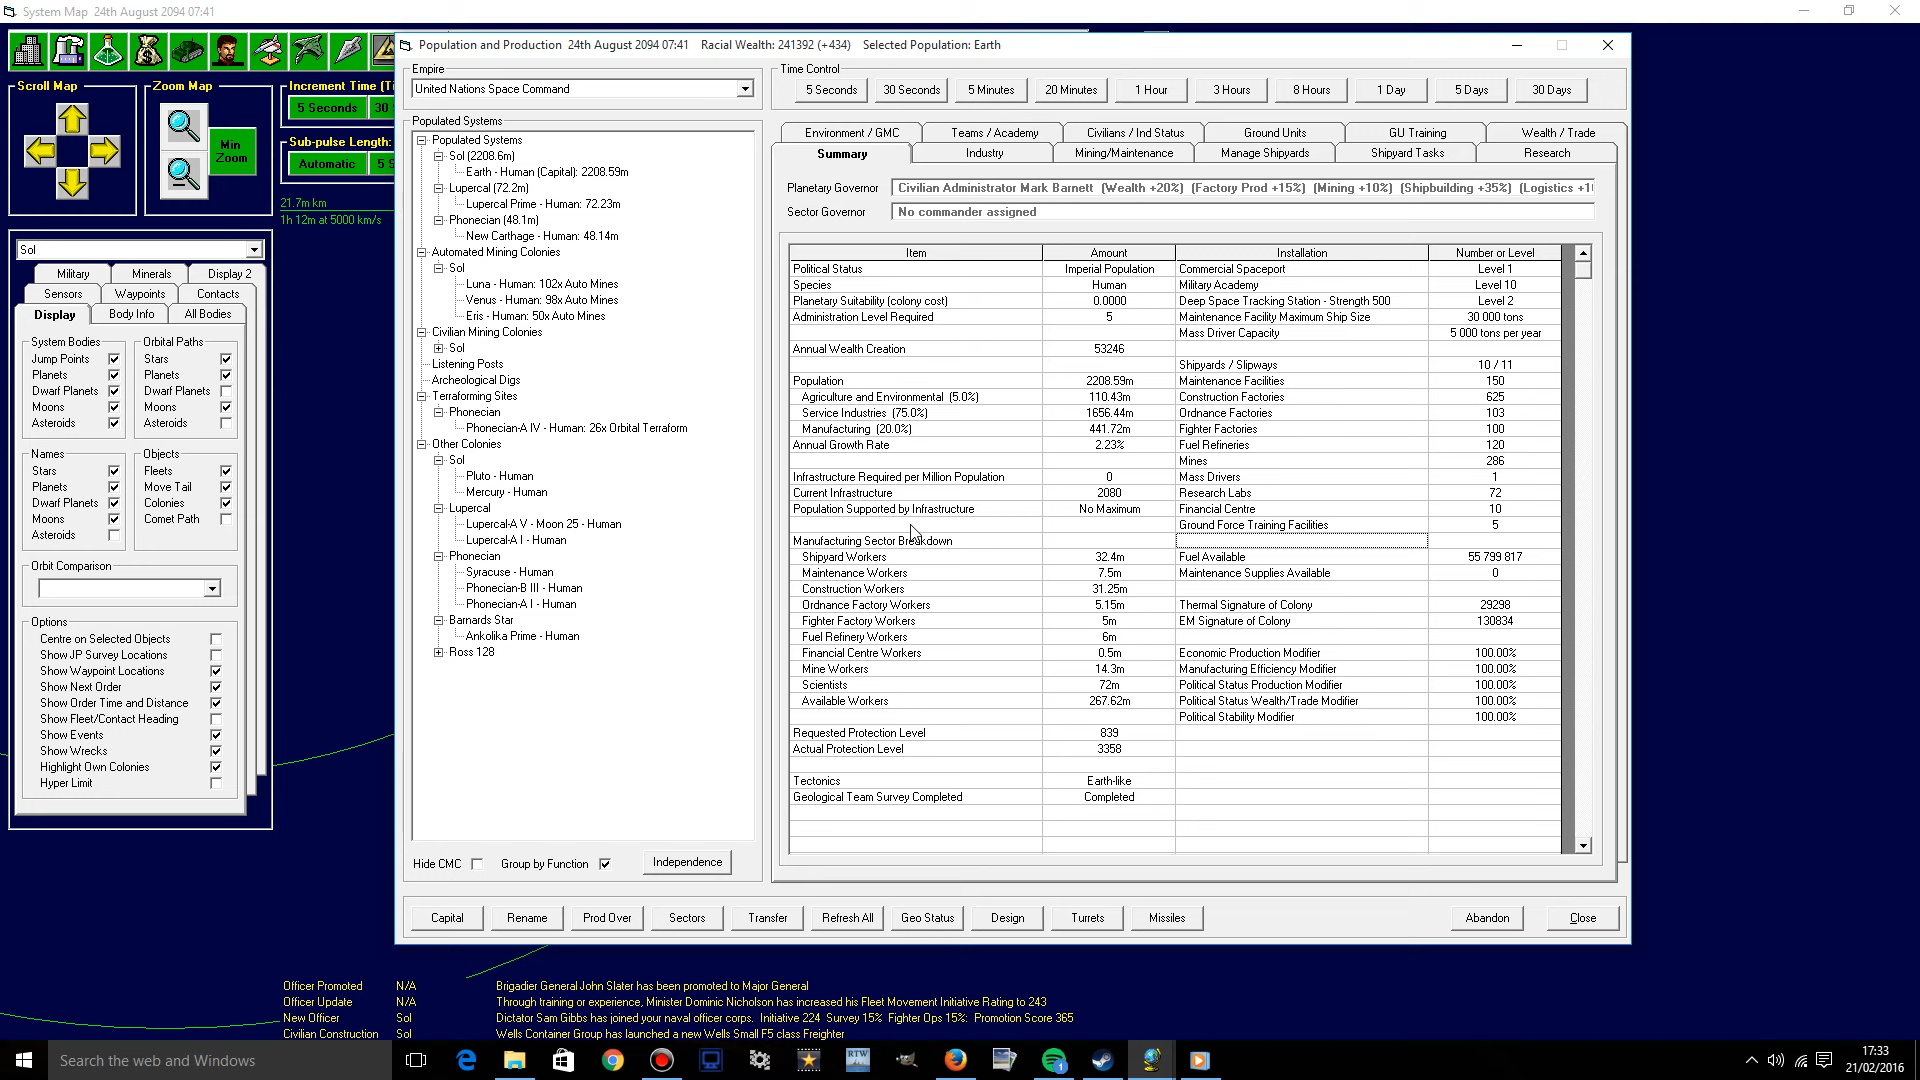 System Map   24th August 2094 07:41
Scroll Map
Zoom Map
Min Zoom
Increment Time (Ti
5 Seconds
30
Sub-pulse Length:
Automatic
5 S
21.7m km
1h 12m at 5000 km/s
Sol
Military
Minerals
Display 2
Sensors
Waypoints
Contacts
Display
Body Info
All Bodies
System Bodies
Jump Points
Planets
Dwarf Planets
Moons
Asteroids
Orbital Paths
Stars
Planets
Dwarf Planets
Moons
Asteroids
Names
Stars
Planets
Dwarf Planets
Moons
Asteroids
Objects
Fleets
Move Tail
Colonies
Comet Path
Orbit Comparison
Options
Centre on Selected Objects
Show JP Survey Locations
Show Waypoint Locations
Show Next Order
Show Order Time and Distance
Show Fleet/Contact Heading
Show Events
Show Wrecks
Highlight Own Colonies
Hyper Limit
Population and Production   24th August 2094 07:41   Racial Wealth: 241392 (+434)   Selected Population: Earth
Empire
United Nations Space Command
Populated Systems
Populated Systems
Sol (2208.6m)
Earth - Human (Capital): 2208.59m
Lupercal (72.2m)
Lupercal Prime - Human: 72.23m
Phonecian (48.1m)
New Carthage - Human: 48.14m
Automated Mining Colonies
Sol
Luna - Human: 102x Auto Mines
Venus - Human: 98x Auto Mines
Eris - Human: 50x Auto Mines
Civilian Mining Colonies
Sol
Listening Posts
Archeological Digs
Terraforming Sites
Phonecian
Phonecian-A IV - Human: 26x Orbital Terraform
Other Colonies
Sol
Pluto - Human
Mercury - Human
Lupercal
Lupercal-A V - Moon 25 - Human
Lupercal-A I - Human
Phonecian
Syracuse - Human
Phonecian-B III - Human
Phonecian-A I - Human
Barnards Star
Ankolika Prime - Human
Ross 128
Hide CMC
Group by Function
Independence
Time Control
5 Seconds
30 Seconds
5 Minutes
20 Minutes
1 Hour
3 Hours
8 Hours
1 Day
5 Days
30 Days
Environment / GMC
Teams / Academy
Civilians / Ind Status
Ground Units
GU Training
Wealth / Trade
Summary
Industry
Mining/Maintenance
Manage Shipyards
Shipyard Tasks
Research
Planetary Governor
Civilian Administrator Mark Barnett  (Wealth +20%)  (Factory Prod +15%)  (Mining +10%)  (Shipbuilding +35%)  (Logistics +1
Sector Governor
No commander assigned
Item   Amount   Installation   Number or Level
Political Status   Imperial Population   Commercial Spaceport   Level 1
Species   Human   Military Academy   Level 10
Planetary Suitability (colony cost)   0.0000   Deep Space Tracking Station - Strength 500   Level 2
Administration Level Required   5   Maintenance Facility Maximum Ship Size   30 000 tons
Mass Driver Capacity   5 000 tons per year
Annual Wealth Creation   53246
Shipyards / Slipways   10 / 11
Population   2208.59m   Maintenance Facilities   150
Agriculture and Environmental  (5.0%)   110.43m   Construction Factories   625
Service Industries  (75.0%)   1656.44m   Ordnance Factories   103
Manufacturing  (20.0%)   441.72m   Fighter Factories   100
Annual Growth Rate   2.23%   Fuel Refineries   120
Mines   286
Infrastructure Required per Million Population   0   Mass Drivers   1
Current Infrastructure   2080   Research Labs   72
Population Supported by Infrastructure   No Maximum   Financial Centre   10
Ground Force Training Facilities   5
Manufacturing Sector Breakdown
Shipyard Workers   32.4m   Fuel Available   55 799 817
Maintenance Workers   7.5m   Maintenance Supplies Available   0
Construction Workers   31.25m
Ordnance Factory Workers   5.15m   Thermal Signature of Colony   29298
Fighter Factory Workers   5m   EM Signature of Colony   130834
Fuel Refinery Workers   6m
Financial Centre Workers   0.5m   Economic Production Modifier   100.00%
Mine Workers   14.3m   Manufacturing Efficiency Modifier   100.00%
Scientists   72m   Political Status Production Modifier   100.00%
Available Workers   267.62m   Political Status Wealth/Trade Modifier   100.00%
Political Stability Modifier   100.00%
Requested Protection Level   839
Actual Protection Level   3358
Tectonics   Earth-like
Geological Team Survey Completed   Completed
Capital
Rename
Prod Over
Sectors
Transfer
Refresh All
Geo Status
Design
Turrets
Missiles
Abandon
Close
Officer Promoted   N/A   Brigadier General John Slater has been promoted to Major General
Officer Update   N/A   Through training or experience, Minister Dominic Nicholson has increased his Fleet Movement Initiative Rating to 243
New Officer   Sol   Dictator Sam Gibbs has joined your naval officer corps.  Initiative 224  Survey 15%  Fighter Ops 15%:  Promotion Score 365
Civilian Construction   Sol   Wells Container Group has launched a new Wells Small F5 class Freighter
Search the web and Windows
RTW
1
17:33
21/02/2016